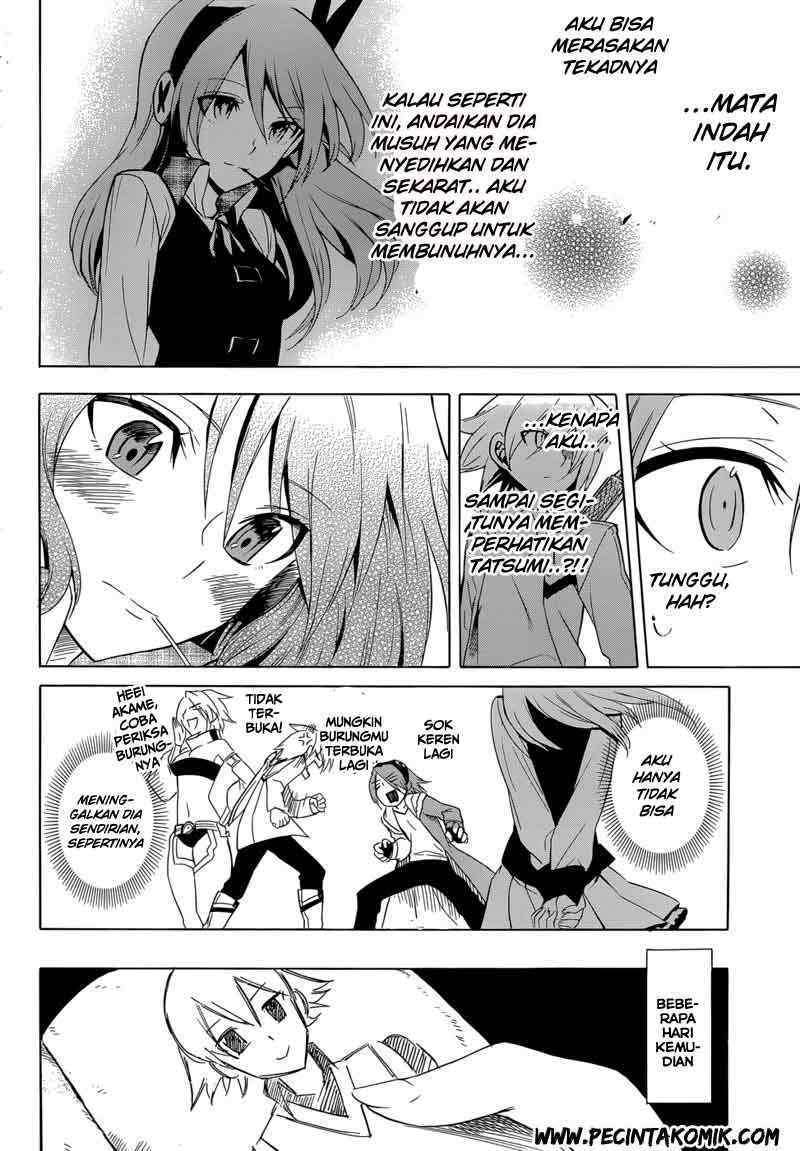 ...MATA
INDAH
ITU.
AKU BISA
MERASAKAN
TEKADNYA
KALAU SEPERTI
INI, ANDAIKAN DIA
MUSUH YANG ME-
NYEDIHKAN DAN
SEKARAT.. AKU
TIDAK AKAN
SANGGUP UNTUK
MEMBUNUHNYA...
TUNGGU,
HAH?
...KENAPA
AKU..
SAMPAI SEGI-
TUNYA MEM-
PERHATIKAN
TATSUMI..?!!
AKU
HANYA
TIDAK
BISA
SOK
KEREN
LAGI
MUNGKIN
BURUNGMU
TERBUKA
LAGI
TIDAK
TER-
BUKA!
HEEI
AKAME,
COBA
PERIKSA
BURUNG-
NYA
MENING-
GALKAN DIA
SENDIRIAN,
SEPERTINYA
BEBE-
RAPA
HARI
KEMU-
DIAN
WWW.PECINTAKOMIK.COM